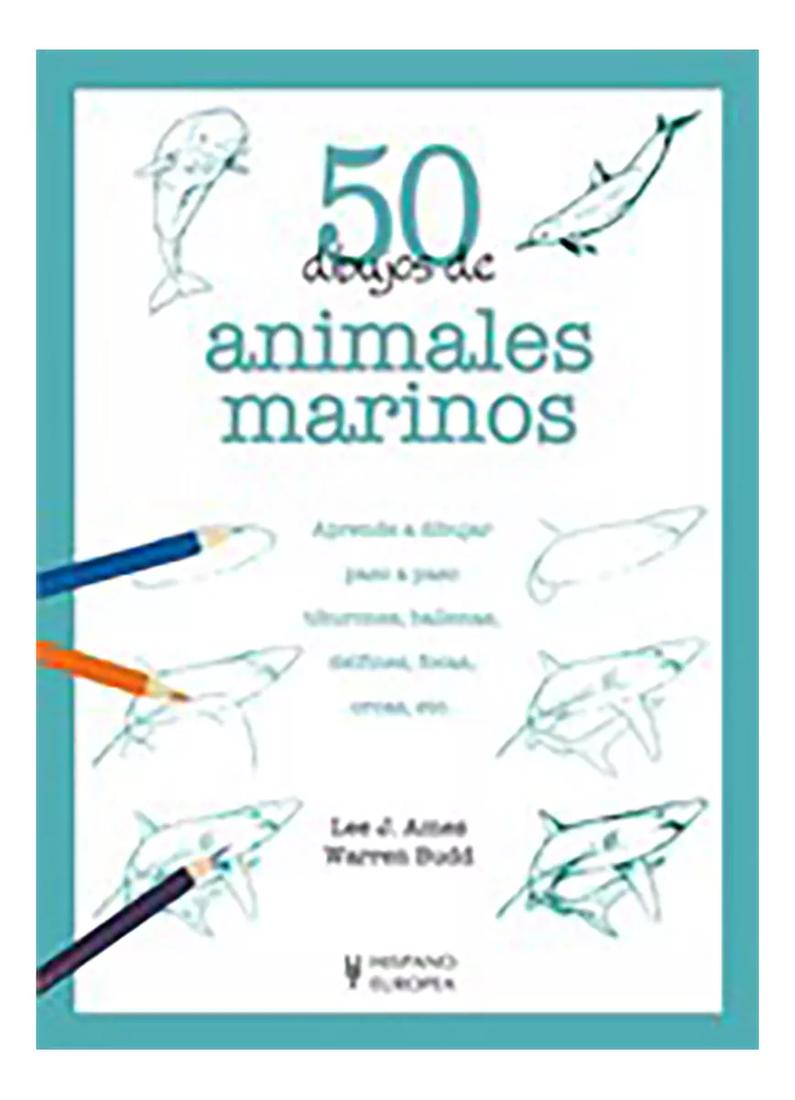 50
dibujos de
animales
marinos
Aprende a dibujar
paso a paso
tiburones, ballenas,
delfines, focas,
orcas, etc.
Lee J. Ames
Warren Budd
HISPANO
EUROPEA